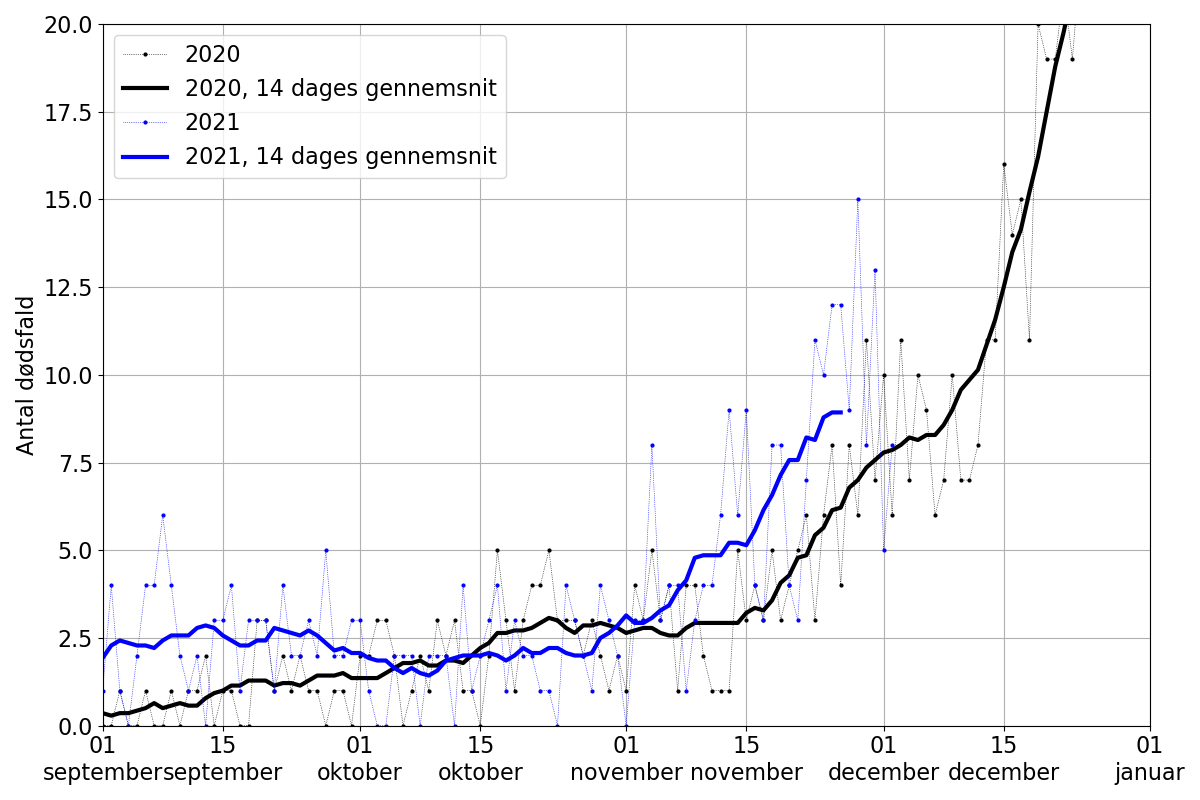 20.0
17.5
15.0
12.5
10.0
7.5
5.0
2.5
0.0
Antal dødsfald
2020
2020, 14 dages gennemsnit
2021
2021, 14 dages gennemsnit
01 15 01 15 01 15 01 15 01
september september oktober oktober november november december december januar